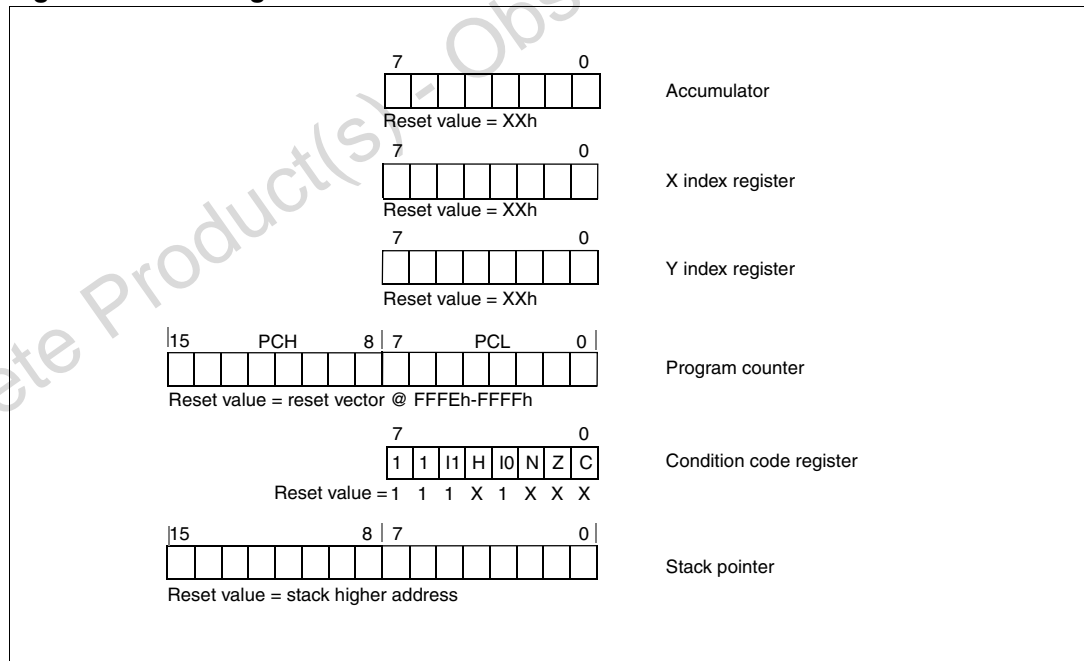 7 0
Accumulator
Reset value = XXh
7 0
X index register
Reset value = XXh
7 0
Y index register
Reset value = XXh
15 PCH 8 7 PCL 0
Program counter
Reset value = reset vector @ FFFEh-FFFFh
7 0
1 1 I1 H I0 N Z C
Condition code register
Reset value = 1 1 1 X 1 X X X
15 8 7 0
Stack pointer
Reset value = stack higher address
ete Product(s) - Obs